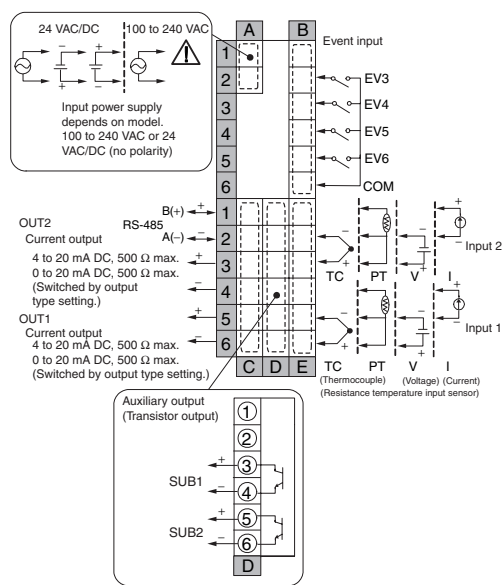 24 VAC/DC
100 to 240 VAC
− + + −
Input power supply
depends on model.
100 to 240 VAC or 24
VAC/DC (no polarity)
A
B
Event input
1
2
3
4
5
6
EV3
EV4
EV5
EV6
COM
1
2
3
4
5
6
B(+) +
RS-485
A(−) −
OUT2
Current output
4 to 20 mA DC, 500 Ω max. +
0 to 20 mA DC, 500 Ω max. −
(Switched by output
type setting.)
OUT1
Current output
4 to 20 mA DC, 500 Ω max.
0 to 20 mA DC, 500 Ω max.
(Switched by output type setting.)
+
−
C D E
− + − + + −
Input 2
TC PT V I
− + − + + −
Input 1
TC PT V I
(Thermocouple) (Voltage) (Current)
(Resistance temperature input sensor)
Auxiliary output
(Transistor output)
1
2
+ 3
SUB1
− 4
+ 5
SUB2
− 6
D